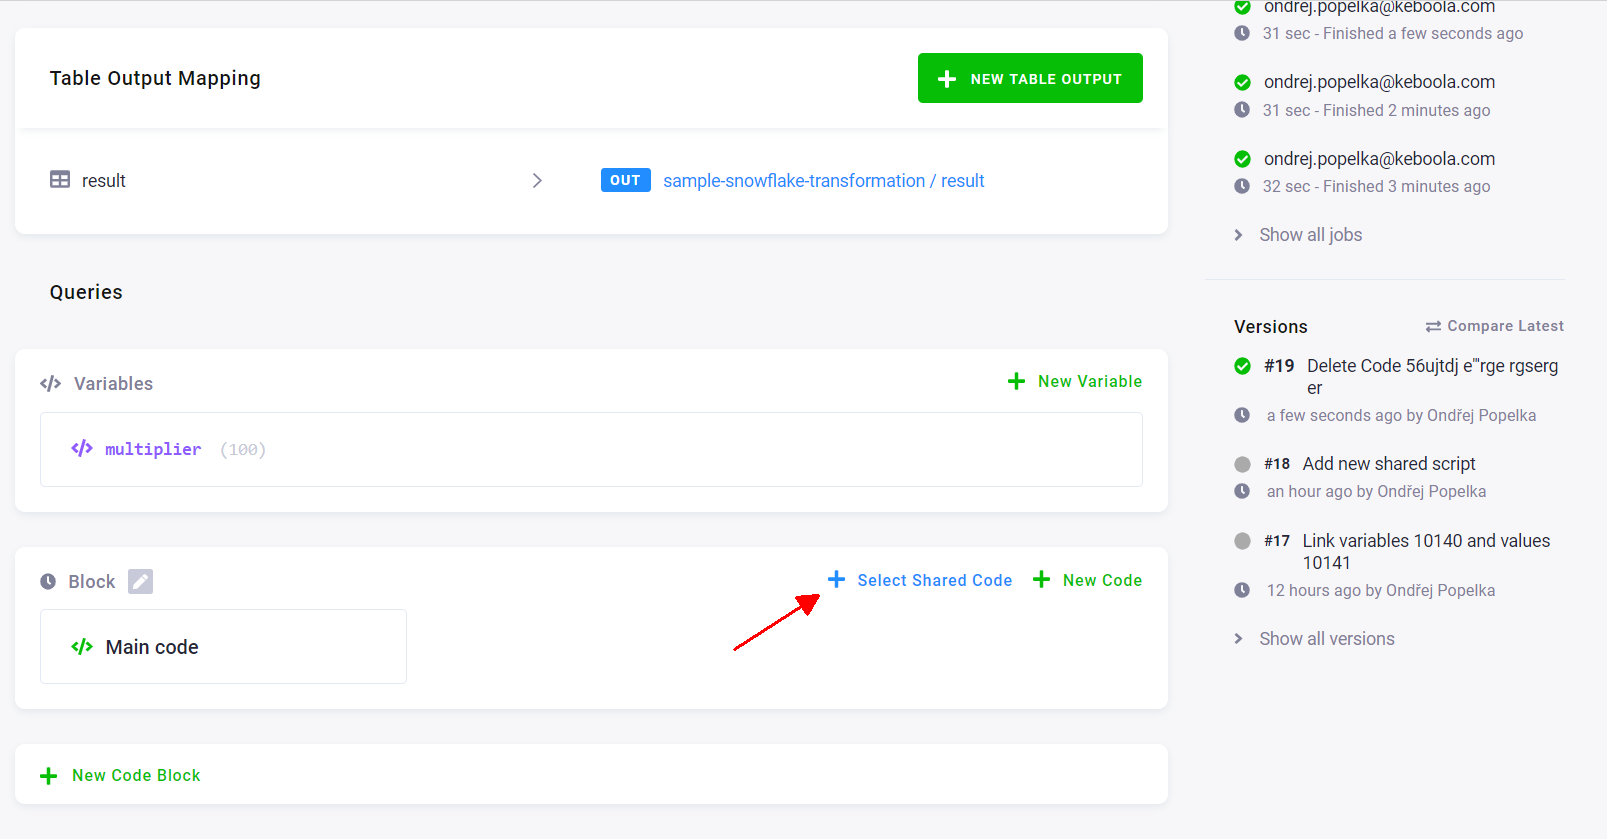 Table Output Mapping
NEW TABLE OUTPUT
result
OUT sample-snowflake-transformation / result
Queries
</> Variables
New Variable
</> multiplier (100)
Block
Select Shared Code
New Code
</> Main code
New Code Block
ondrej.popelka@keboola.com
31 sec - Finished a few seconds ago
ondrej.popelka@keboola.com
31 sec - Finished 2 minutes ago
ondrej.popelka@keboola.com
32 sec - Finished 3 minutes ago
Show all jobs
Versions
Compare Latest
#19 Delete Code 56ujtdj e'"rge rgserg
er
a few seconds ago by Ondřej Popelka
#18 Add new shared script
an hour ago by Ondřej Popelka
#17 Link variables 10140 and values
10141
12 hours ago by Ondřej Popelka
Show all versions